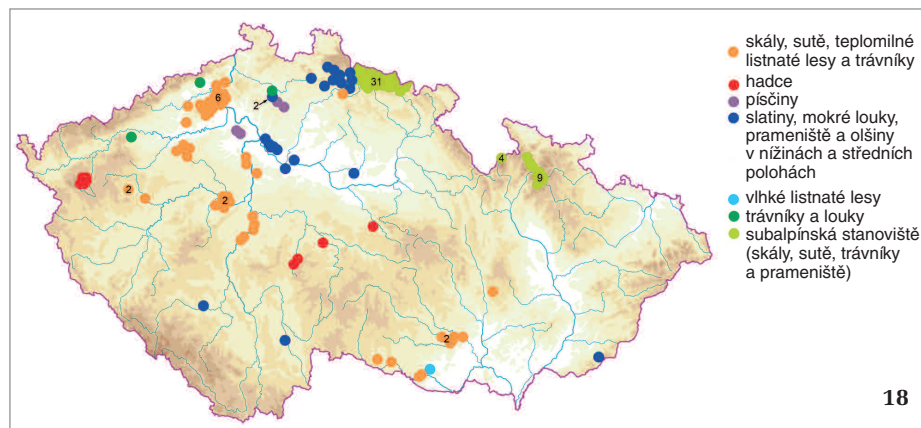 skály, sutě, teplomilné
listnaté lesy a trávníky
hadce
písčiny
slatiny, mokré louky,
prameniště a olšiny
v nížinách a středních
polohách
vlhké listnaté lesy
trávníky a louky
subalpínská stanoviště
(skály, sutě, trávníky
a prameniště)
31
6
2
4
9
2
2
2
18